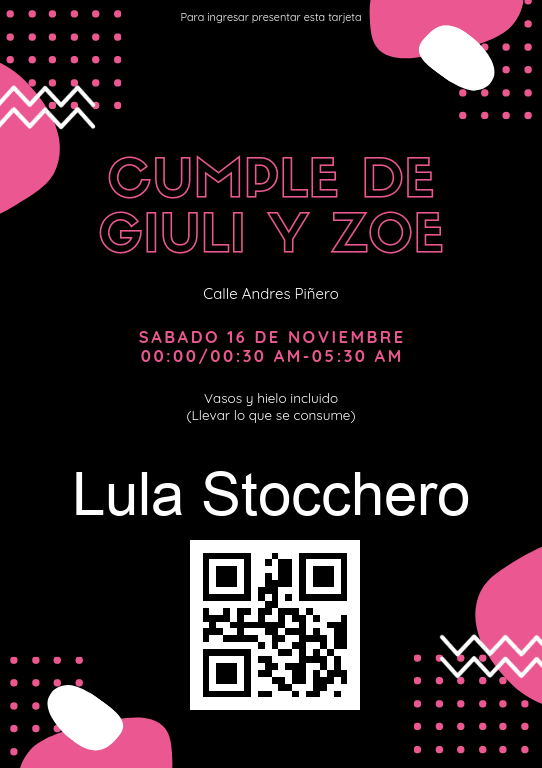 Para ingresar presentar esta tarjeta
CUMPLE DE
GIULI Y ZOE
Calle Andres Piñero
SABADO 16 DE NOVIEMBRE
00:00/00:30 AM-05:30 AM
Vasos y hielo incluido
(Llevar lo que se consume)
Lula Stocchero